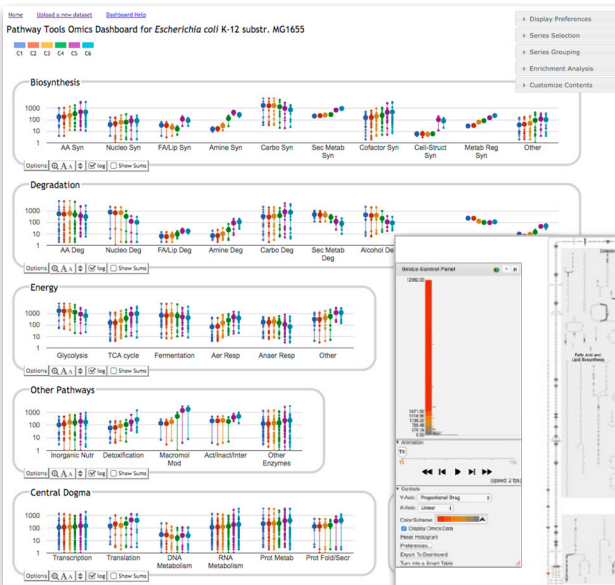 Home Upload a new dataset Dashboard Help
Pathway Tools Omics Dashboard for Escherichia coli K-12 substr. MG1655
C1 C2 C3 C4 C5 C6
Display Preferences
Series Selection
Series Grouping
Enrichment Analysis
Customize Contents
Biosynthesis
1000
100
10
1
AA Syn Nucleo Syn FA/Lip Syn Amine Syn Carbo Syn Sec Metab Syn Cofactor Syn Cell-Struct Syn Metab Reg Syn Other
Options log Show Sums
Degradation
1000
100
10
1
AA Deg Nucleo Deg FA/Lip Deg Amine Deg Carbo Deg Sec Metab Deg Alcohol De
Options log Show Sums
Energy
1000
100
10
1
Glycolysis TCA cycle Fermentation Aer Resp Anaer Resp Other
Options log Show Sums
Other Pathways
1000
100
10
1
Inorganic Nutr Detoxification Macromol Mod Act/Inact/Inter Other Enzymes
Options log Show Sums
Central Dogma
1000
100
10
1
Transcription Translation DNA Metabolism RNA Metabolism Prot Metab Prot Fold/Secr
Options log Show Sums
Omics Control Panel
Animation
T0
(speed 2 fps)
Controls
Y-Axis: Proportional Drag
X-Axis: Linear
Color Scheme:
Display Omics Data
Reset Histogram
Preferences...
Export To Dashboard
Turn into a Smart Table
Fatty Acid and
Lipid Biosynthesis